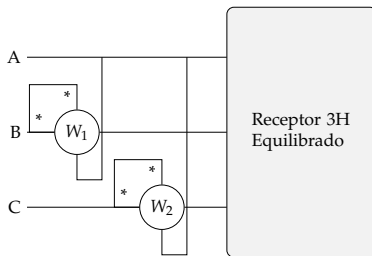 A
*
B
*
W1
Receptor 3H
Equilibrado
*
*
C
W2